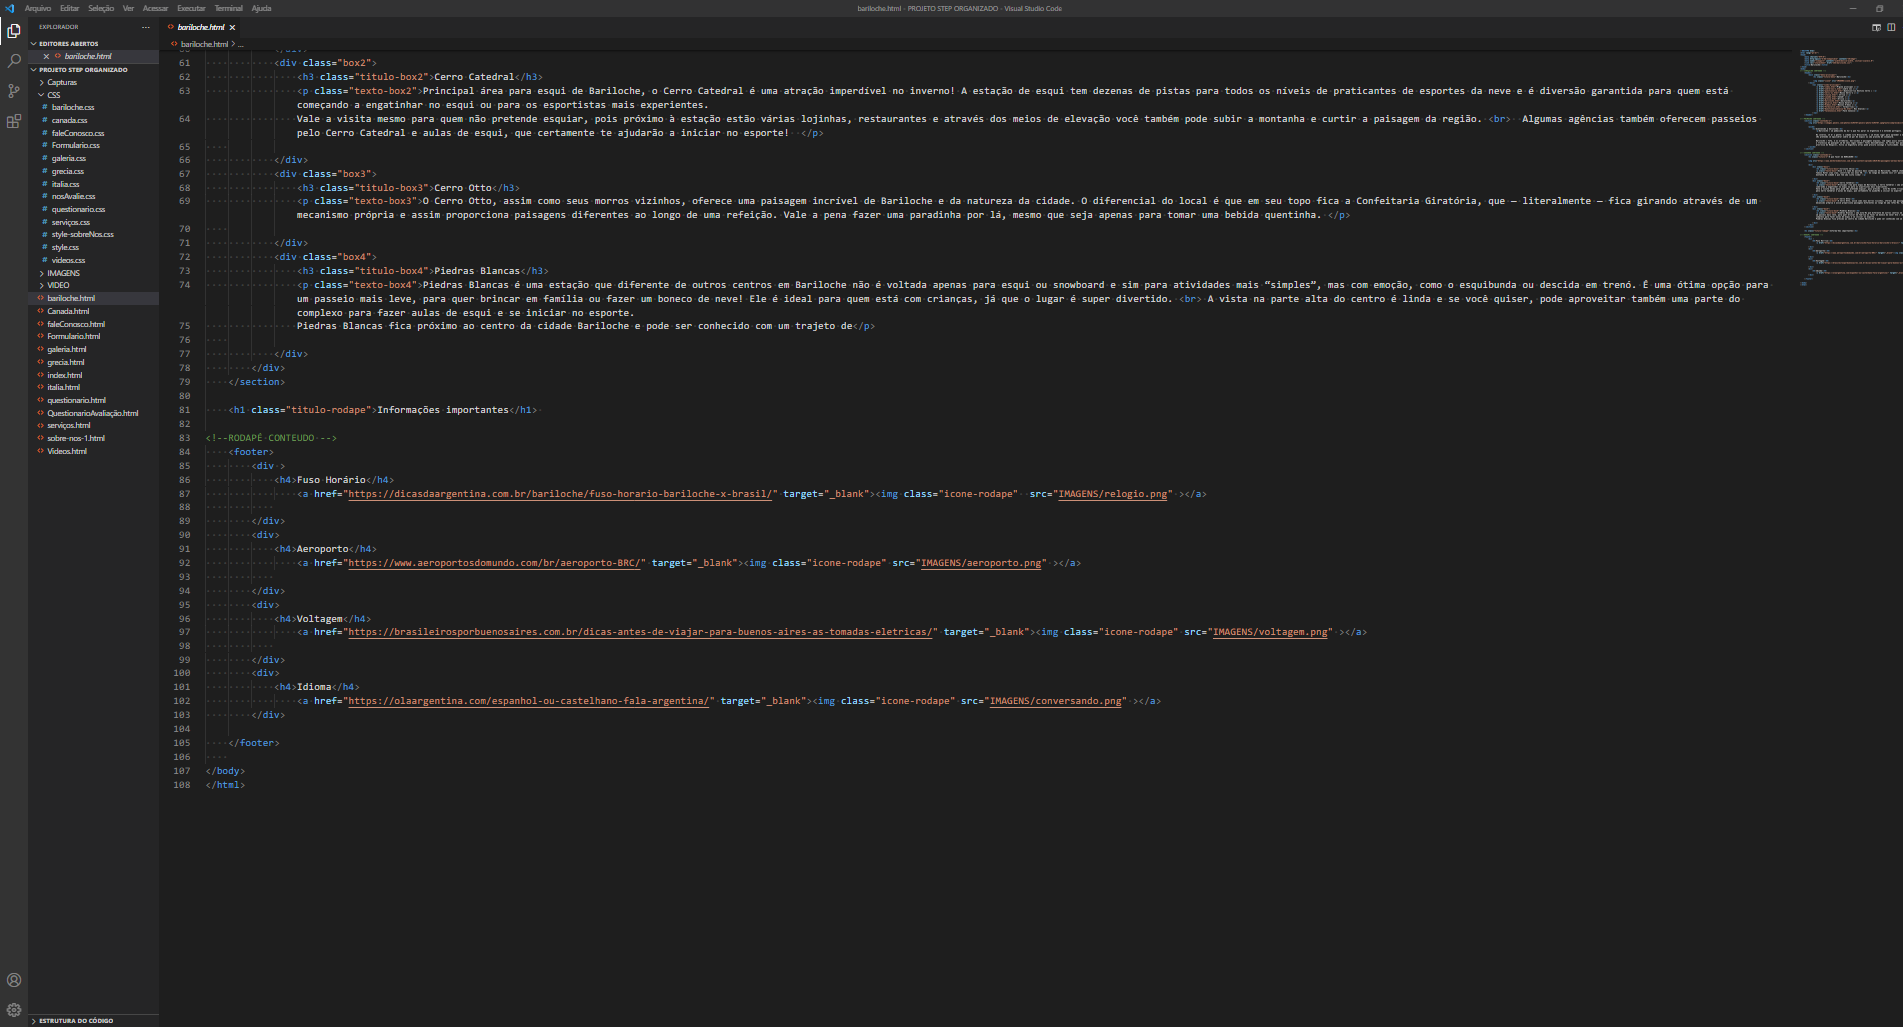 Arquivo Editar Seleção Ver Acessar Executar Terminal Ajuda
bariloche.html - PROJETO STEP ORGANIZADO - Visual Studio Code
EXPLORADOR ...
EDITORES ABERTOS
bariloche.html
PROJETO STEP ORGANIZADO
Capturas
CSS
# bariloche.css
# canada.css
# faleConosco.css
# Formulario.css
# galeria.css
# grecia.css
# italia.css
# nosAvalie.css
# questionario.css
# serviços.css
# style-sobreNos.css
# style.css
# videos.css
IMAGENS
VIDEO
bariloche.html
Canada.html
faleConosco.html
Formulario.html
galeria.html
grecia.html
index.html
italia.html
questionario.html
QuestionarioAvaliação.html
serviços.html
sobre-nos-1.html
Videos.html
ESTRUTURA DO CÓDIGO
bariloche.html
bariloche.html > ...
61 <div class="box2">
62 <h3 class="titulo-box2">Cerro Catedral</h3>
63 <p class="texto-box2">Principal área para esqui de Bariloche, o Cerro Catedral é uma atração imperdível no inverno! A estação de esqui tem dezenas de pistas para todos os níveis de praticantes de esportes da neve e é diversão garantida para quem está
começando a engatinhar no esqui ou para os esportistas mais experientes.
64 Vale a visita mesmo para quem não pretende esquiar, pois próximo à estação estão várias lojinhas, restaurantes e através dos meios de elevação você também pode subir a montanha e curtir a paisagem da região. <br> Algumas agências também oferecem passeios
pelo Cerro Catedral e aulas de esqui, que certamente te ajudarão a iniciar no esporte! </p>
65
66 </div>
67 <div class="box3">
68 <h3 class="titulo-box3">Cerro Otto</h3>
69 <p class="texto-box3">O Cerro Otto, assim como seus morros vizinhos, oferece uma paisagem incrível de Bariloche e da natureza da cidade. O diferencial do local é que em seu topo fica a Confeitaria Giratória, que – literalmente – fica girando através de um
mecanismo própria e assim proporciona paisagens diferentes ao longo de uma refeição. Vale a pena fazer uma paradinha por lá, mesmo que seja apenas para tomar uma bebida quentinha. </p>
70
71 </div>
72 <div class="box4">
73 <h3 class="titulo-box4">Piedras Blancas</h3>
74 <p class="texto-box4">Piedras Blancas é uma estação que diferente de outros centros em Bariloche não é voltada apenas para esqui ou snowboard e sim para atividades mais “simples”, mas com emoção, como o esquibunda ou descida em trenó. É uma ótima opção para
um passeio mais leve, para quer brincar em família ou fazer um boneco de neve! Ele é ideal para quem está com crianças, já que o lugar é super divertido. <br> A vista na parte alta do centro é linda e se você quiser, pode aproveitar também uma parte do
complexo para fazer aulas de esqui e se iniciar no esporte.
75 Piedras Blancas fica próximo ao centro da cidade Bariloche e pode ser conhecido com um trajeto de</p>
76
77 </div>
78 </div>
79 </section>
80
81 <h1 class="titulo-rodape">Informações importantes</h1>
82
83 <!--RODAPÉ CONTEUDO -->
84 <footer>
85 <div >
86 <h4>Fuso Horário</h4>
87 <a href="https://dicasdaargentina.com.br/bariloche/fuso-horario-bariloche-x-brasil/" target="_blank"><img class="icone-rodape" src="IMAGENS/relogio.png" ></a>
88
89 </div>
90 <div>
91 <h4>Aeroporto</h4>
92 <a href="https://www.aeroportosdomundo.com/br/aeroporto-BRC/" target="_blank"><img class="icone-rodape" src="IMAGENS/aeroporto.png" ></a>
93
94 </div>
95 <div>
96 <h4>Voltagem</h4>
97 <a href="https://brasileirosporbuenosaires.com.br/dicas-antes-de-viajar-para-buenos-aires-as-tomadas-eletricas/" target="_blank"><img class="icone-rodape" src="IMAGENS/voltagem.png" ></a>
98
99 </div>
100 <div>
101 <h4>Idioma</h4>
102 <a href="https://olaargentina.com/espanhol-ou-castelhano-fala-argentina/" target="_blank"><img class="icone-rodape" src="IMAGENS/conversando.png" ></a>
103 </div>
104
105 </footer>
106
107 </body>
108 </html>